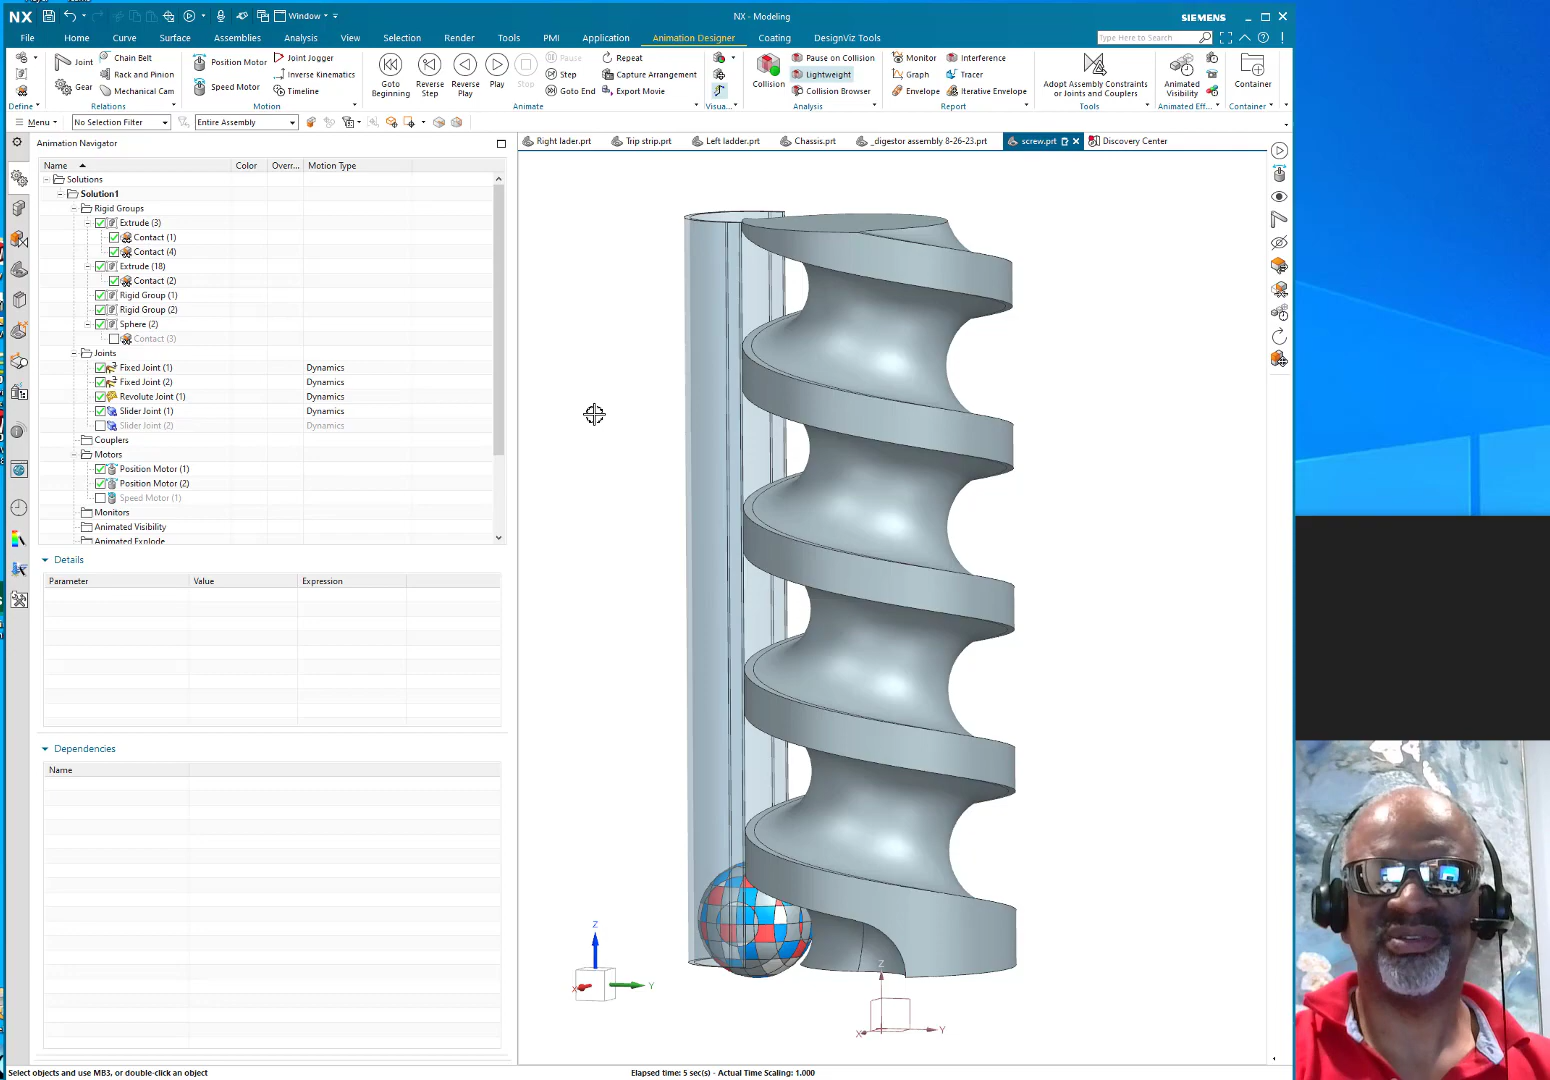 NX
Window
NX - Modeling
SIEMENS
File
Home
Chain
Curve
Surface
Assemblies
Analysis
View
Selection
Render
Tools
PMI
Application
Animation Designer
Coating
DesignViz Tools
Type Here to Search
Joint
Gear
Chain Belt
Rack and Pinion
Mechanical Cam
Position Motor
Speed Motor
Joint Jogger
Inverse Kinematics
Timeline
Goto Beginning
Reverse Step
Reverse Play
Play
Stop
Pause
Step
Goto End
Repeat
Capture Arrangement
Export Movie
Collision
Pause on Collision
Lightweight
Collision Browser
Monitor
Graph
Envelope
Interference
Tracer
Iterative Envelope
Adopt Assembly Constraints or Joints and Couplers
Animated Visibility
Container
Define
Relations
Motion
Animate
Visua...
Analysis
Report
Tools
Animated Eff...
Container
Menu
No Selection Filter
Entire Assembly
Animation Navigator
Right lader.prt
Trip strip.prt
Left ladder.prt
Chassis.prt
_digestor assembly 8-26-23.prt
screw.prt
Discovery Center
Name
Color
Overr...
Motion Type
Solutions
Solution1
Rigid Groups
Extrude (3)
Contact (1)
Contact (4)
Extrude (18)
Contact (2)
Rigid Group (1)
Rigid Group (2)
Sphere (2)
Contact (3)
Joints
Fixed Joint (1) Dynamics
Fixed Joint (2) Dynamics
Revolute Joint (1) Dynamics
Slider Joint (1) Dynamics
Slider Joint (2) Dynamics
Couplers
Motors
Position Motor (1)
Position Motor (2)
Speed Motor (1)
Monitors
Animated Visibility
Animated Explode
Details
Parameter
Value
Expression
Dependencies
Name
Z
X
Y
Z
X
Y
Select objects and use MB3, or double-click an object
Elapsed time: 5 sec(s) - Actual Time Scaling: 1.000